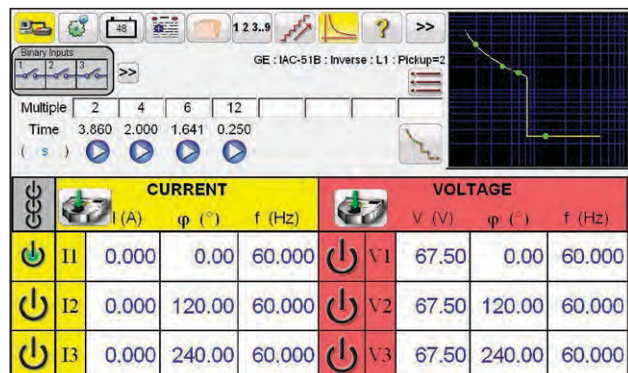 48 1 2 3..9 ? >>
Binary Inputs
1 2 3 >>
GE : IAC-51B : Inverse : L1 : Pickup=2
Multiple 2 4 6 12
Time 3.860 2.000 1.641 0.250
( s )
CURRENT VOLTAGE
I (A) φ (°) f (Hz) V (V) φ (°) f (Hz)
I1 0.000 0.00 60.000 V1 67.50 0.00 60.000
I2 0.000 120.00 60.000 V2 67.50 120.00 60.000
I3 0.000 240.00 60.000 V3 67.50 240.00 60.000